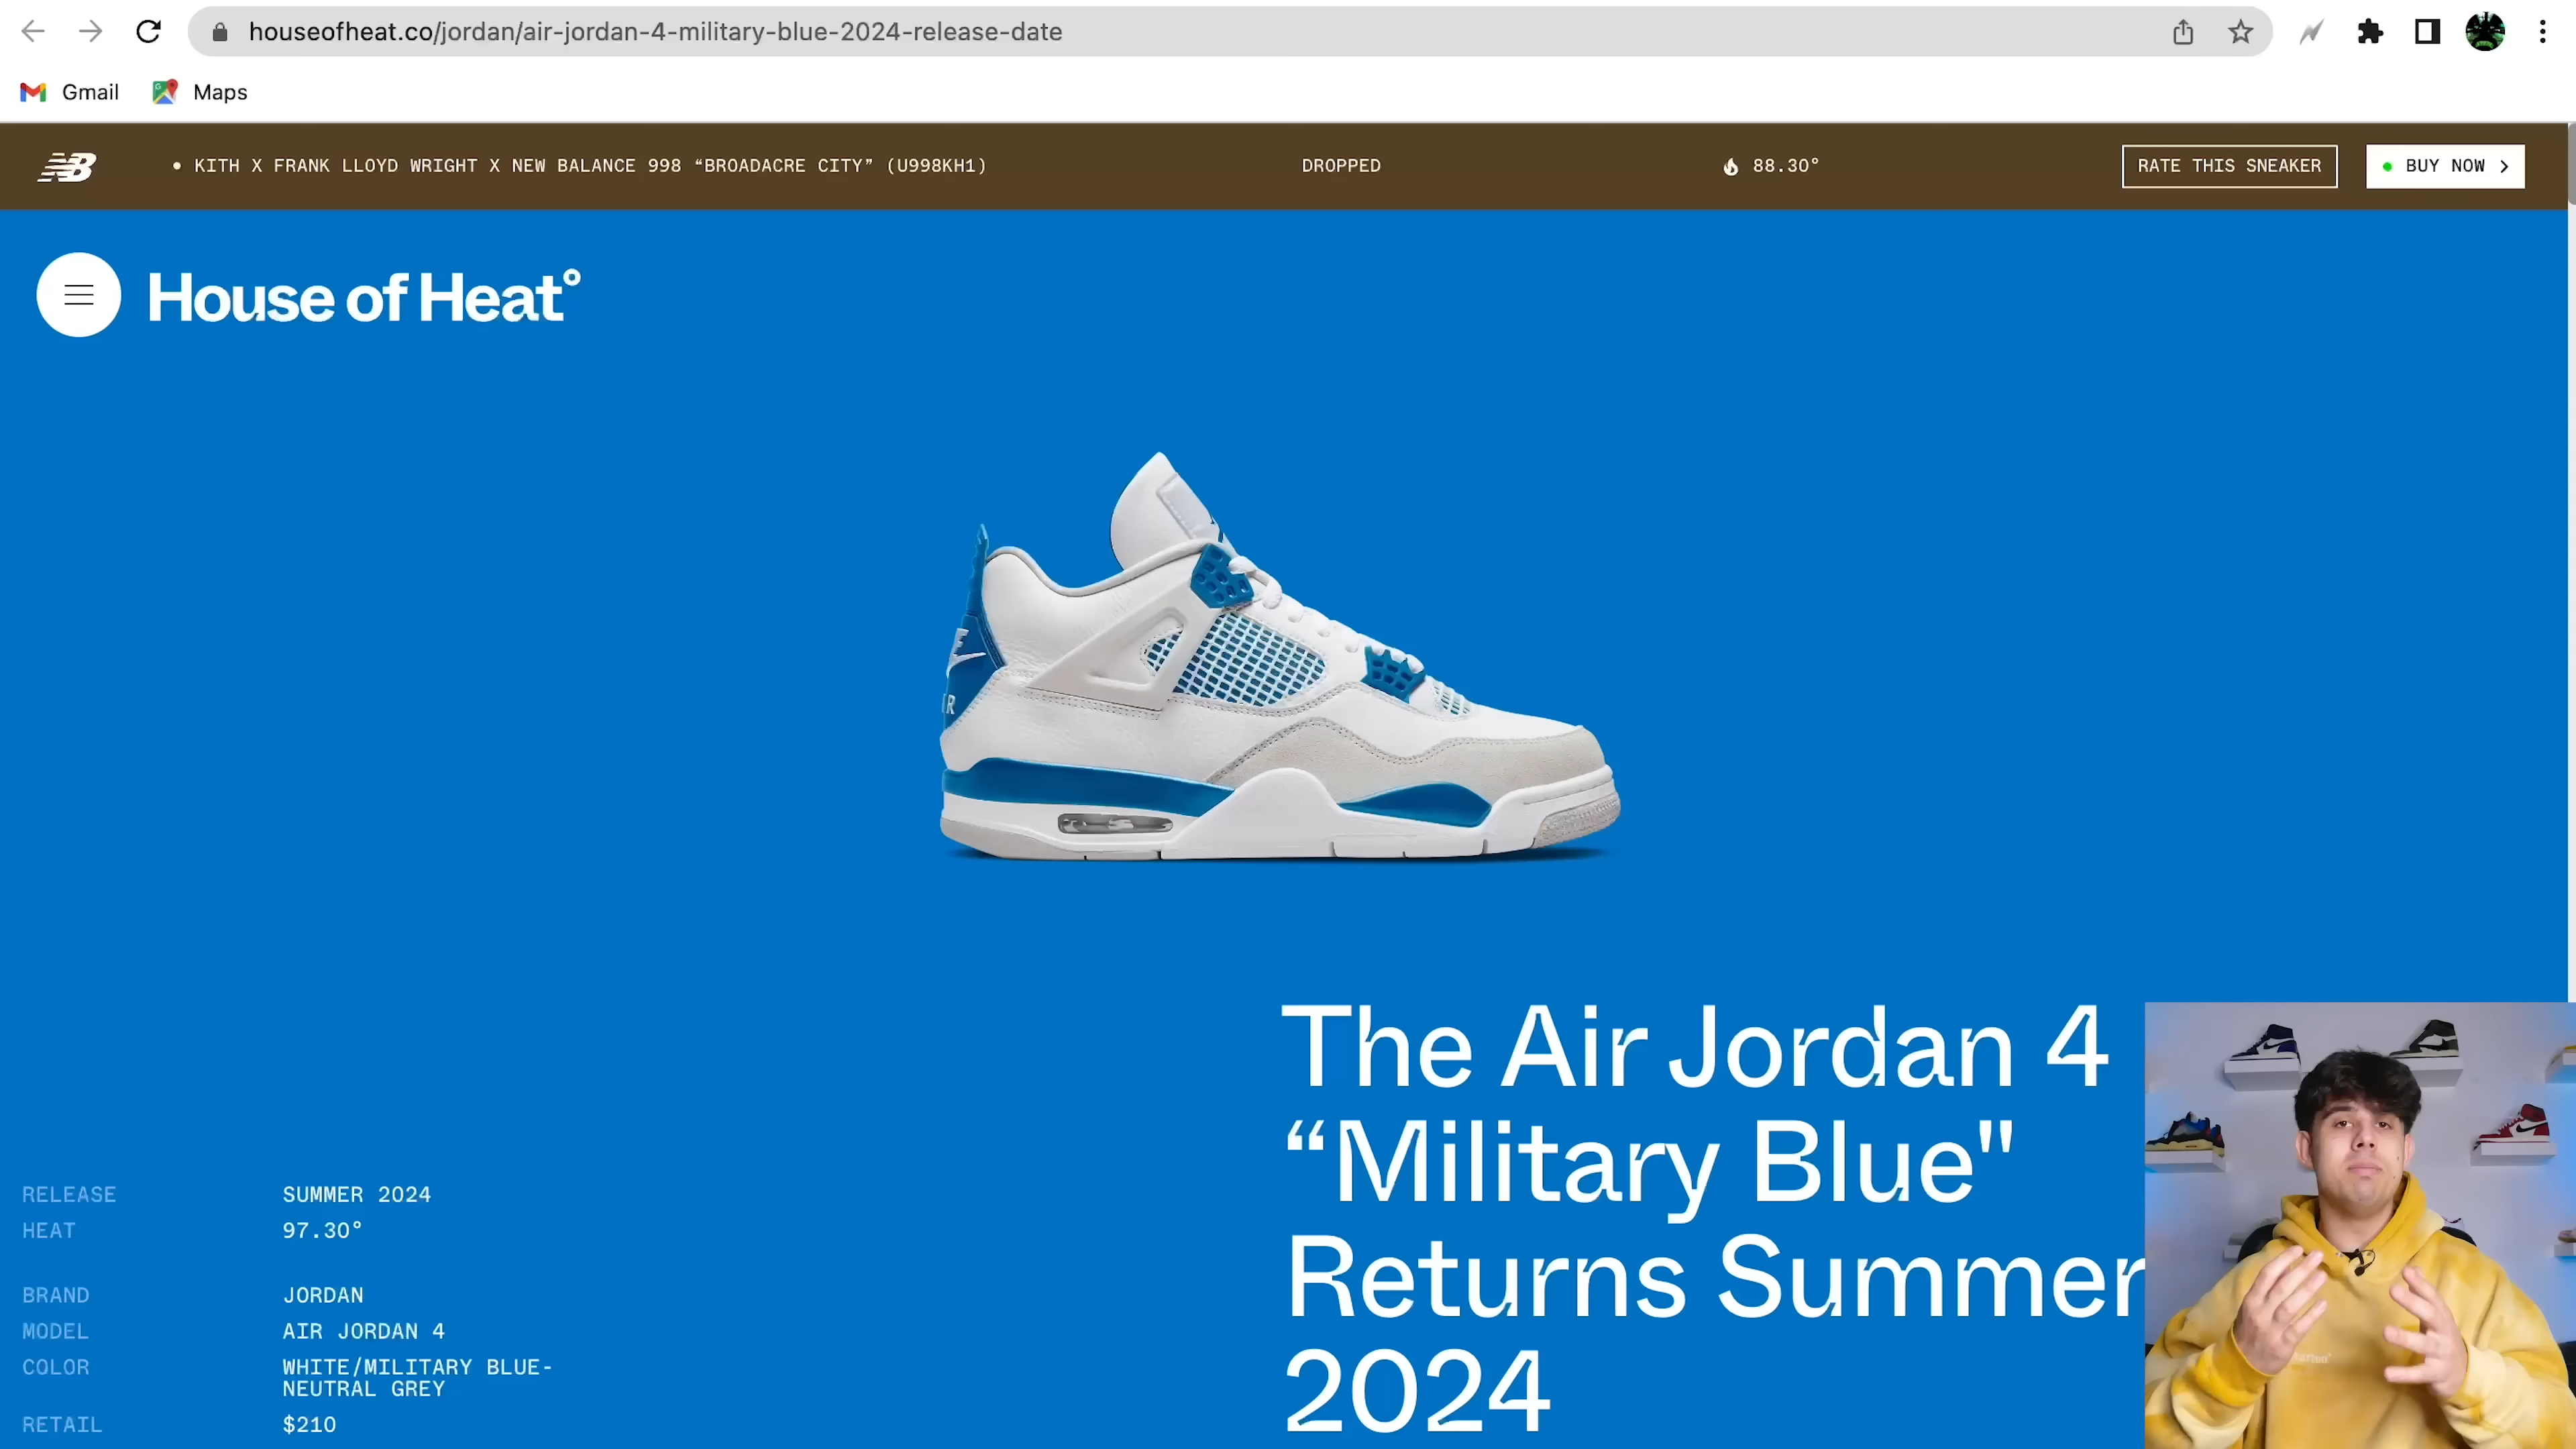 houseofheat.co/jordan/air-jordan-4-military-blue-2024-release-date
Gmail Maps
NB • KITH X FRANK LLOYD WRIGHT X NEW BALANCE 998 “BROADACRE CITY” (U998KH1) DROPPED 88.30° RATE THIS SNEAKER BUY NOW
House of Heat°
The Air Jordan 4
“Military Blue"
Returns Summer
2024
RELEASE SUMMER 2024
HEAT 97.30°
BRAND JORDAN
MODEL AIR JORDAN 4
COLOR WHITE/MILITARY BLUE-
NEUTRAL GREY
RETAIL $210